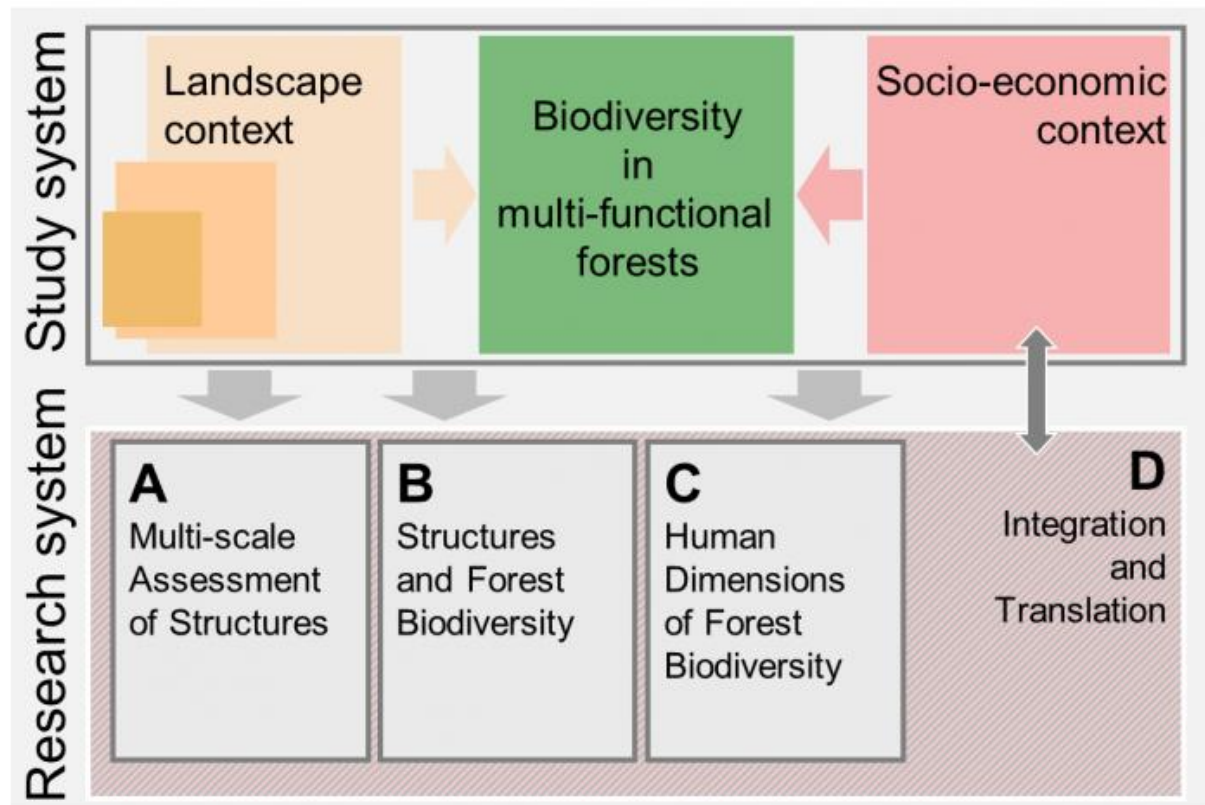 Study system
Landscape
context
Biodiversity
in
multi-functional
forests
Socio-economic
context
Research system
A
Multi-scale
Assessment
of Structures
B
Structures
and Forest
Biodiversity
C
Human
Dimensions
of Forest
Biodiversity
D
Integration
and
Translation